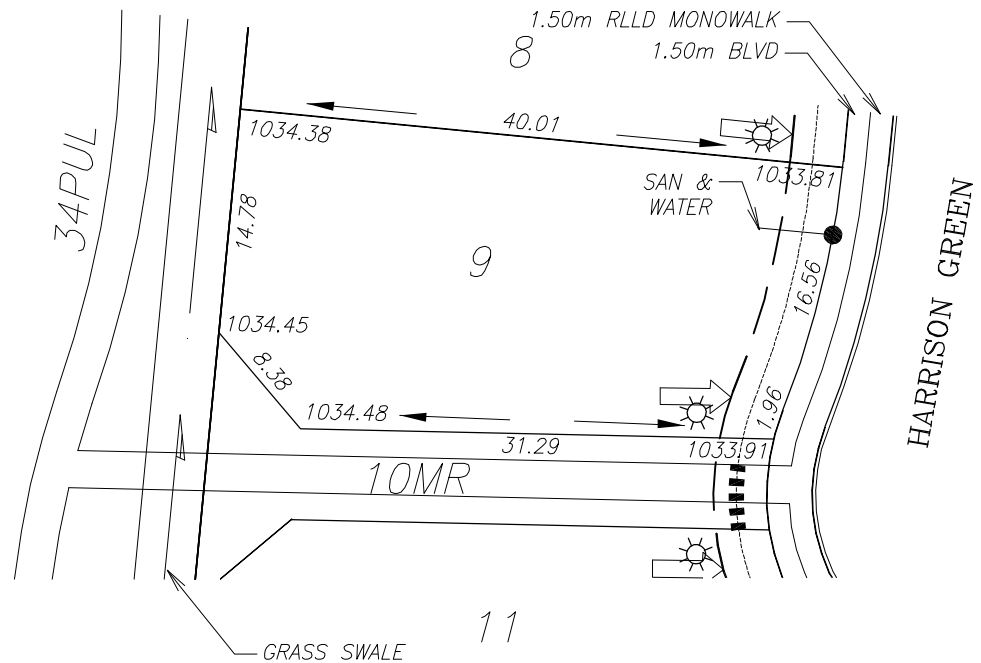 1.50m RLLD MONOWALK
1.50m BLVD
8
1034.38
40.01
1033.81
34PUL
SAN &
WATER
14.78
9
HARRISON GREEN
16.56
1034.45
8.38
1034.48
1.96
31.29
1033.91
10MR
11
GRASS SWALE